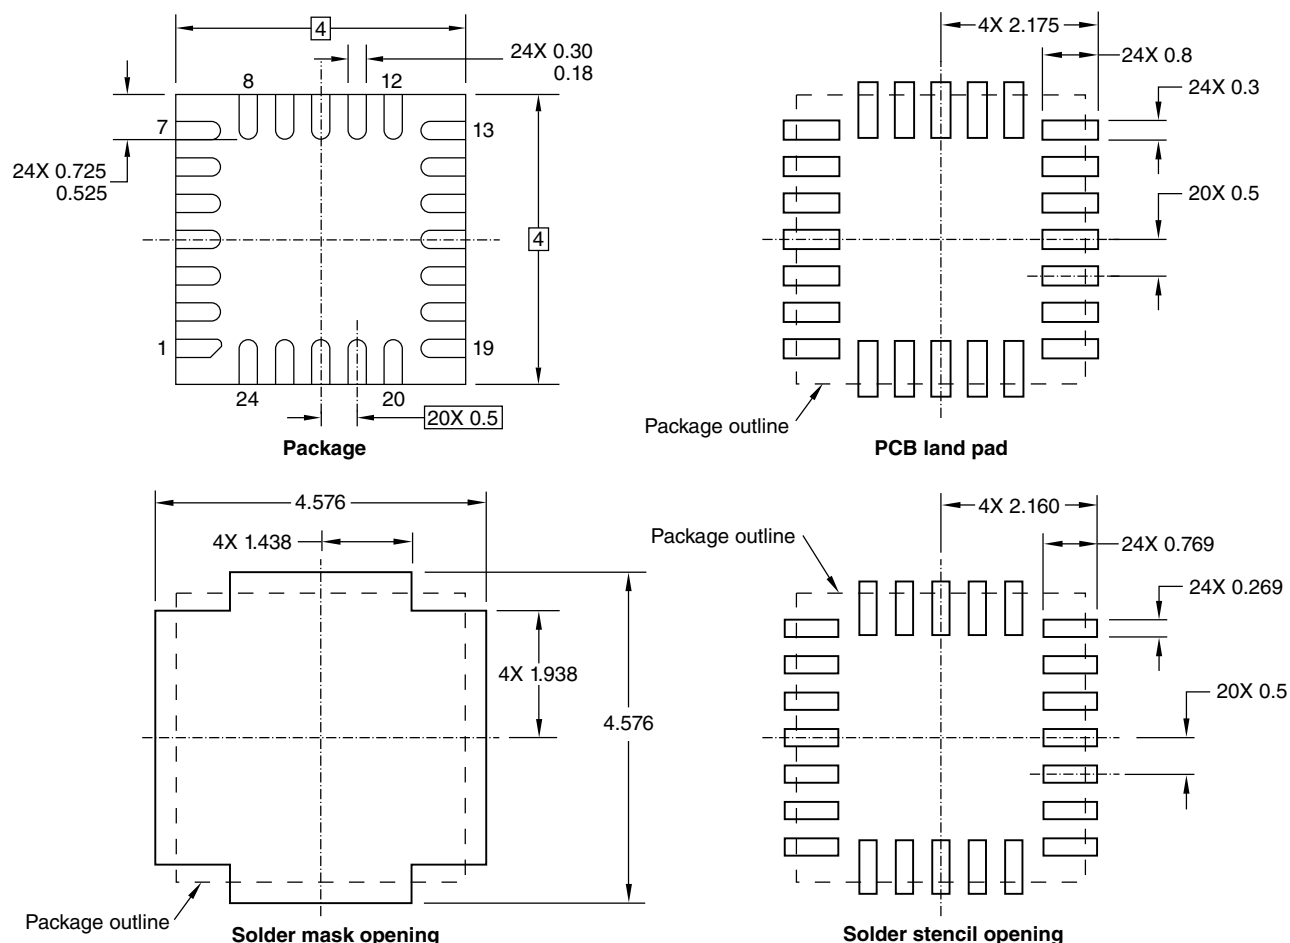 4
24X 0.30
0.18
8
12
7
13
24X 0.725
0.525
4
1
19
24
20
20X 0.5
Package
4X 2.175
24X 0.8
24X 0.3
20X 0.5
Package outline
PCB land pad
4.576
4X 1.438
4X 1.938
4.576
Package outline
Solder mask opening
4X 2.160
Package outline
24X 0.769
24X 0.269
20X 0.5
Solder stencil opening